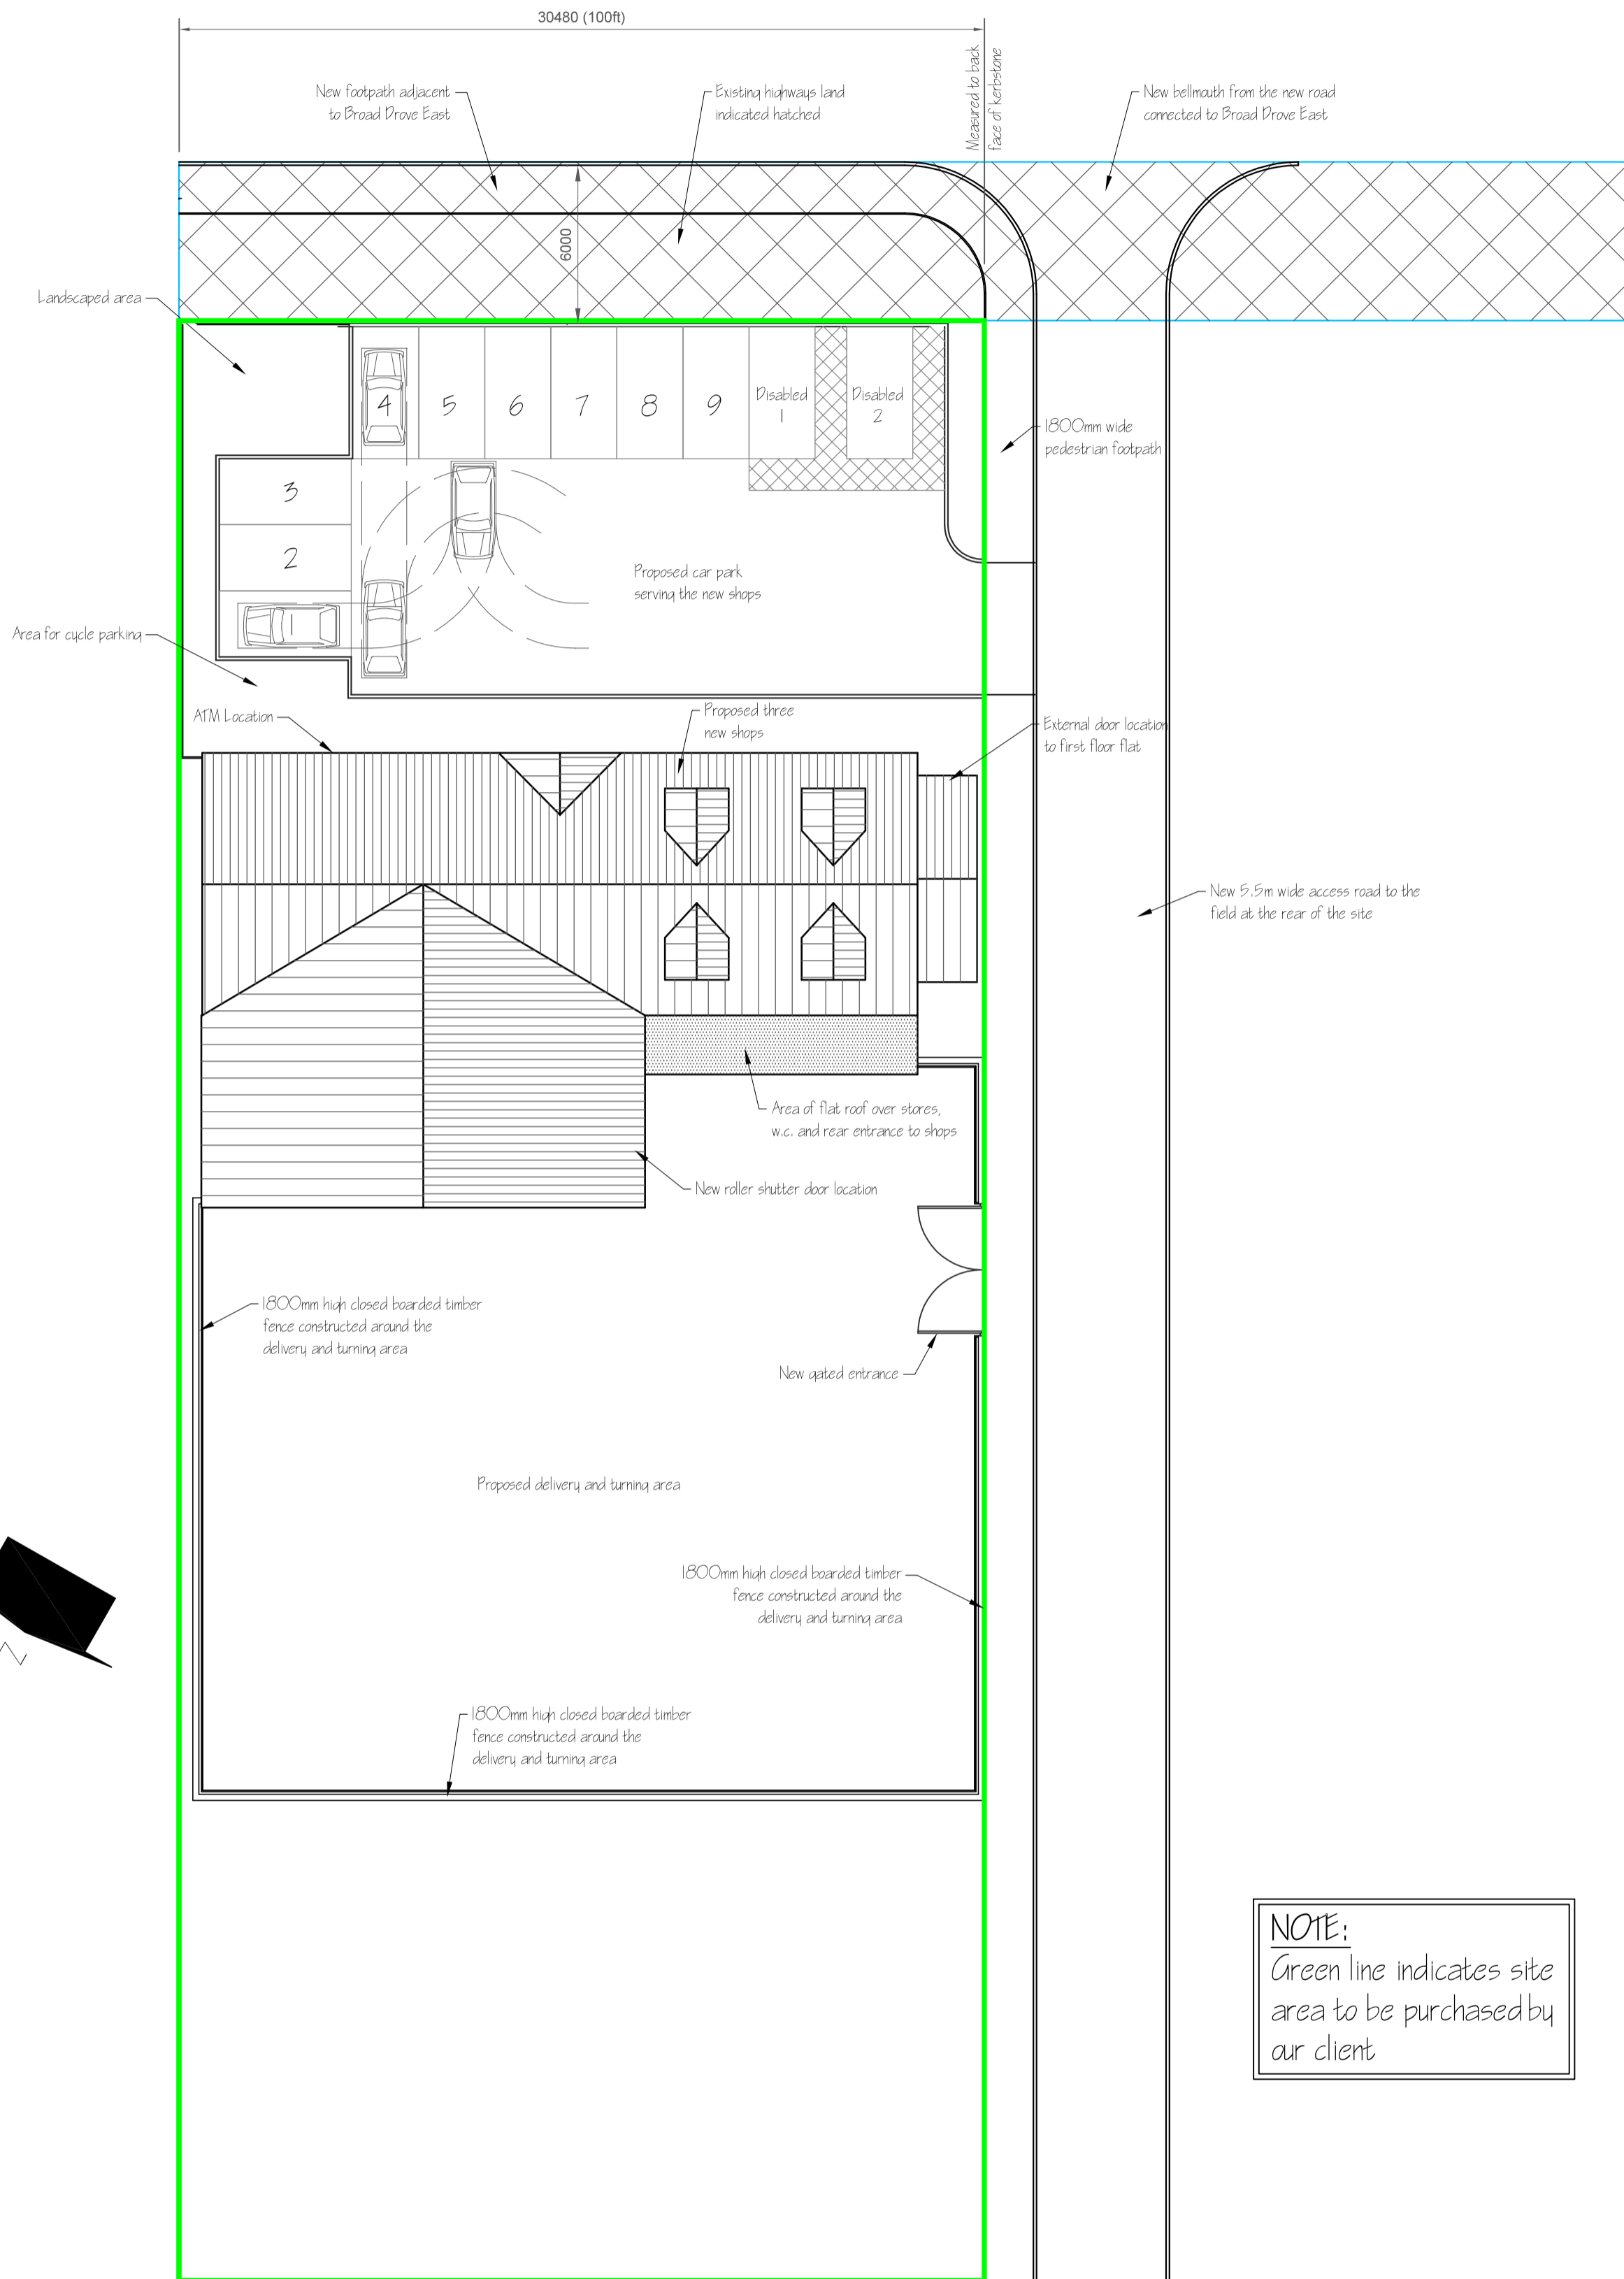 30480 (100ft)
Measured to back
face of kerbstone
New footpath adjacent
to Broad Drove East
Existing highways land
indicated hatched
New bellmouth from the new road
connected to Broad Drove East
6000
Landscaped area
4
5
6
7
8
9
Disabled
1
Disabled
2
1800mm wide
pedestrian footpath
3
2
1
Proposed car park
serving the new shops
Area for cycle parking
ATM Location
Proposed three
new shops
External door location
to first floor flat
New 5.5m wide access road to the
field at the rear of the site
Area of flat roof over stores,
w.c. and rear entrance to shops
New roller shutter door location
1800mm high closed boarded timber
fence constructed around the
delivery and turning area
New gated entrance
Proposed delivery and turning area
1800mm high closed boarded timber
fence constructed around the
delivery and turning area
N
1800mm high closed boarded timber
fence constructed around the
delivery and turning area
NOTE:
Green line indicates site
area to be purchased by
our client